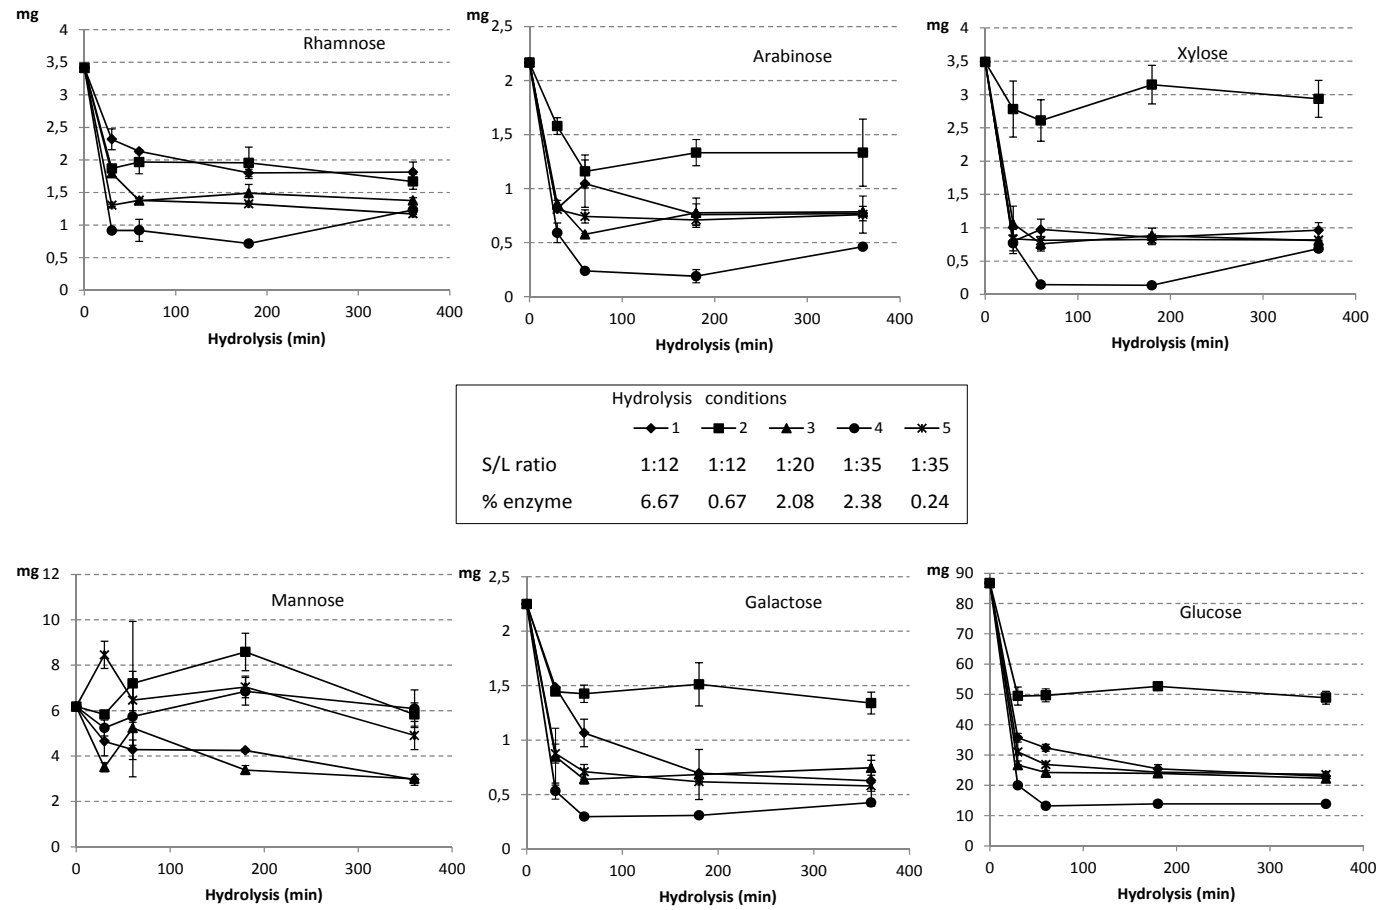 mg
Rhamnose
4
3,5
3
2,5
2
1,5
1
0,5
0
0 100 200 300 400
Hydrolysis (min)
mg
Arabinose
2,5
2
1,5
1
0,5
0
0 100 200 300 400
Hydrolysis (min)
mg
Xylose
4
3,5
3
2,5
2
1,5
1
0,5
0
0 100 200 300 400
Hydrolysis (min)
Hydrolysis conditions
1 2 3 4 5
S/L ratio 1:12 1:12 1:20 1:35 1:35
% enzyme 6.67 0.67 2.08 2.38 0.24
mg
Mannose
12
10
8
6
4
2
0
0 100 200 300 400
Hydrolysis (min)
mg
Galactose
2,5
2
1,5
1
0,5
0
0 100 200 300 400
Hydrolysis (min)
mg
Glucose
90
80
70
60
50
40
30
20
10
0
0 100 200 300 400
Hydrolysis (min)